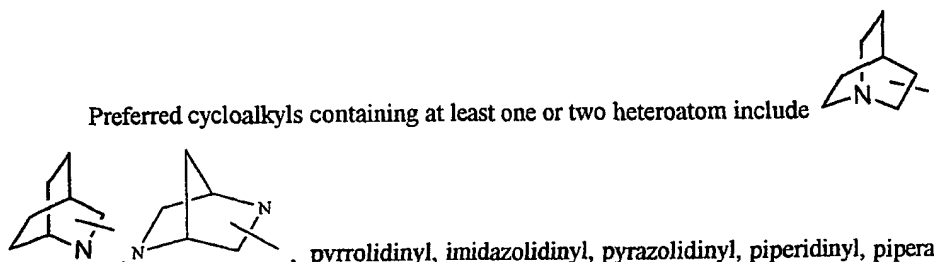 Preferred cycloalkyls containing at least one or two heteroatom include N
N , N N , pyrrolidinyl, imidazolidinyl, pyrazolidinyl, piperidinyl, pipera